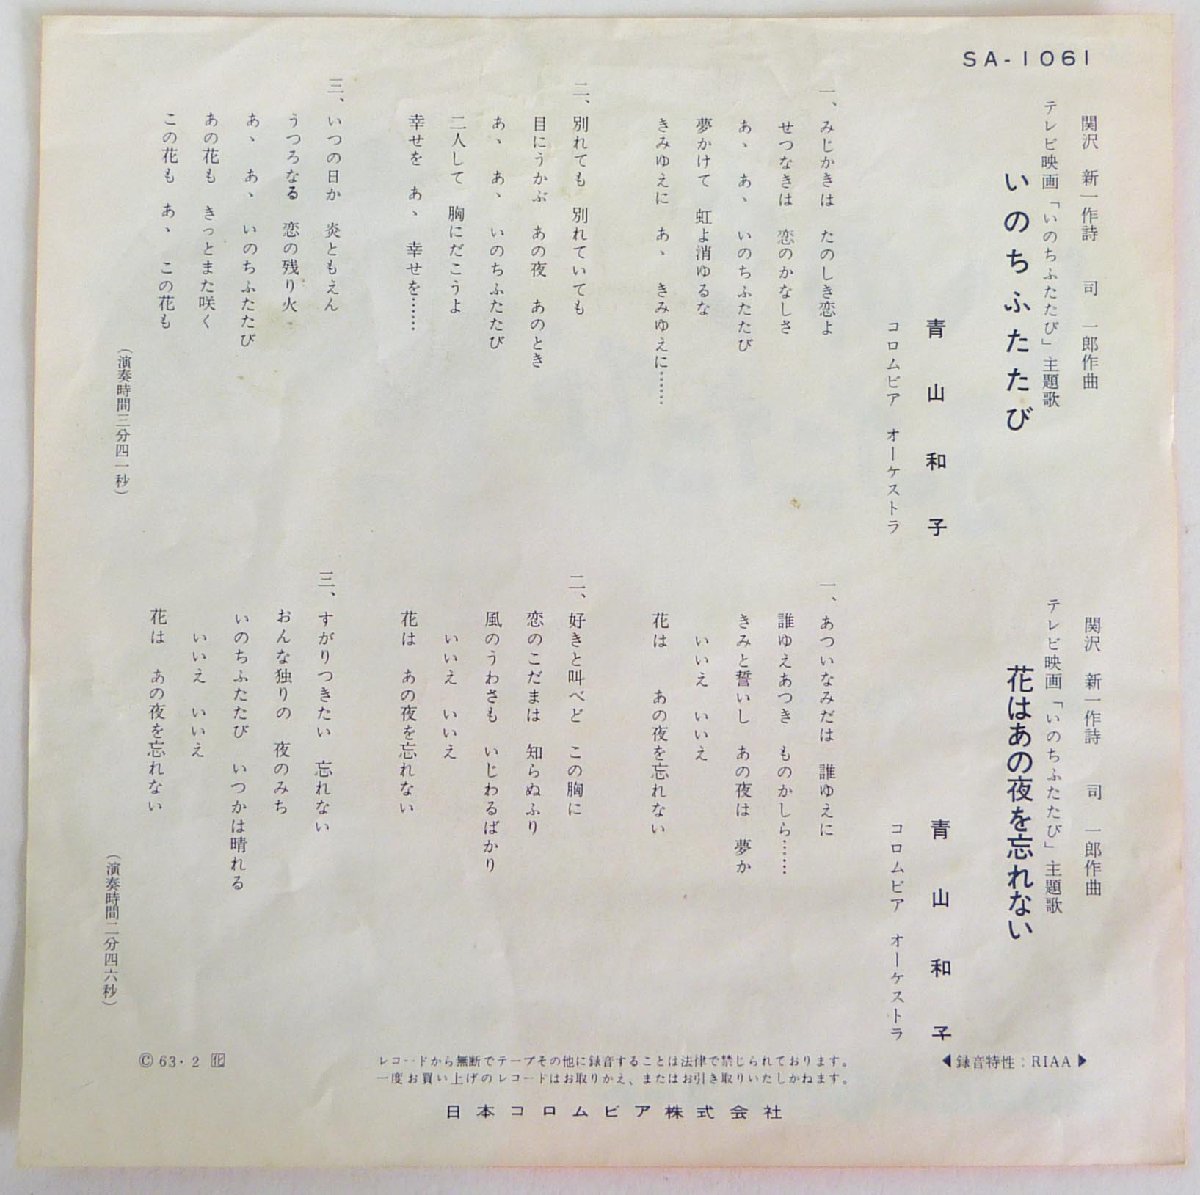 SA-1061
関沢 新一作詩 司 一郎作曲
テレビ映画「いのちふたたび」主題歌
いのちふたたび
青山和子
コロムビア オーケストラ
一、みじかきは たのしき恋よ
せつなきは 恋のかなしさ
あゝ あゝ いのちふたたび
夢かけて 虹よ消ゆるな
きみゆえに あゝ きみゆえに……
二、別れても 別れていても
目にうかぶ あの夜 あのとき
あゝ あゝ いのちふたたび
二人して 胸にだこうよ
幸せを あゝ 幸せを……
三、いつの日か 炎ともえん
うつろなる 恋の残り火
あゝ あゝ いのちふたたび
あの花も きっとまた咲く
この花も あゝ この花も
(演奏時間三分四一秒)
関沢 新一作詩 司 一郎作曲
テレビ映画「いのちふたたび」主題歌
花はあの夜を忘れない
青山和子
コロムビア オーケストラ
一、あついなみだは 誰ゆえに
誰ゆえあつき ものかしら……
きみと誓いし あの夜は 夢か
いいえ いいえ
花は あの夜を忘れない
二、好きと叫べど この胸に
恋のこだまは 知らぬふり
風のうわさも いじわるばかり
いいえ いいえ
花は あの夜を忘れない
三、すがりつきたい 忘れない
おんな独りの 夜のみち
いのちふたたび いつかは晴れる
いいえ いいえ
花は あの夜を忘れない
(演奏時間二分四六秒)
◀録音特性：RIAA▶
レコードから無断でテープその他に録音することは法律で禁じられております。
一度お買い上げのレコードはお取りかえ、またはお引き取りいたしかねます。
Ⓒ63・2
日本コロムビア株式会社